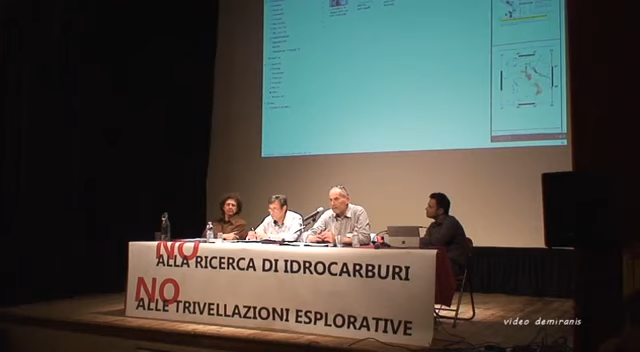 NO
ALLA RICERCA DI IDROCARBURI
NO
ALLE TRIVELLAZIONI ESPLORATIVE
video demiranis